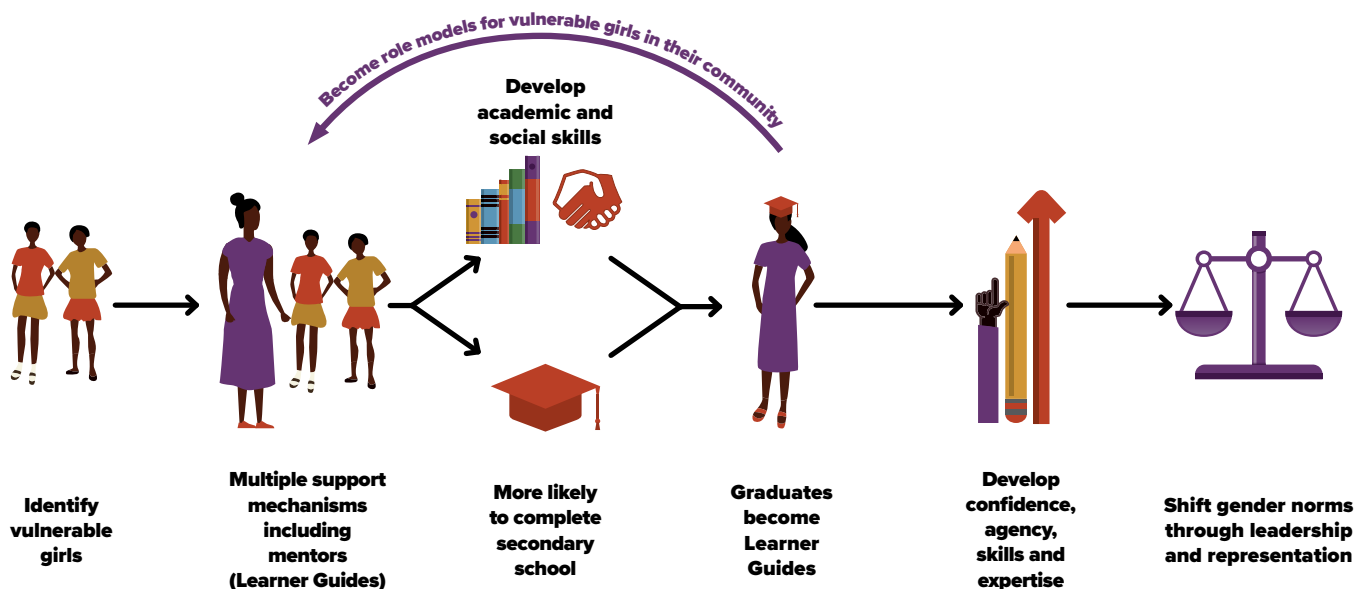 Become role models for vulnerable girls in their community
Develop
academic and
social skills
Identify
vulnerable
girls
Multiple support
mechanisms
including
mentors
(Learner Guides)
More likely
to complete
secondary
school
Graduates
become
Learner
Guides
Develop
confidence,
agency,
skills and
expertise
Shift gender norms
through leadership
and representation